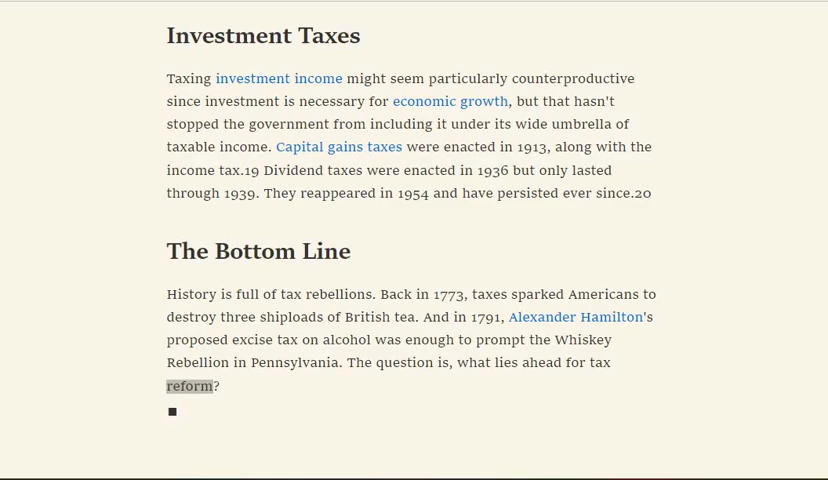 Investment Taxes
Taxing investment income might seem particularly counterproductive
since investment is necessary for economic growth, but that hasn't
stopped the government from including it under its wide umbrella of
taxable income. Capital gains taxes were enacted in 1913, along with the
income tax.19 Dividend taxes were enacted in 1936 but only lasted
through 1939. They reappeared in 1954 and have persisted ever since.20
The Bottom Line
History is full of tax rebellions. Back in 1773, taxes sparked Americans to
destroy three shiploads of British tea. And in 1791, Alexander Hamilton's
proposed excise tax on alcohol was enough to prompt the Whiskey
Rebellion in Pennsylvania. The question is, what lies ahead for tax
reform?